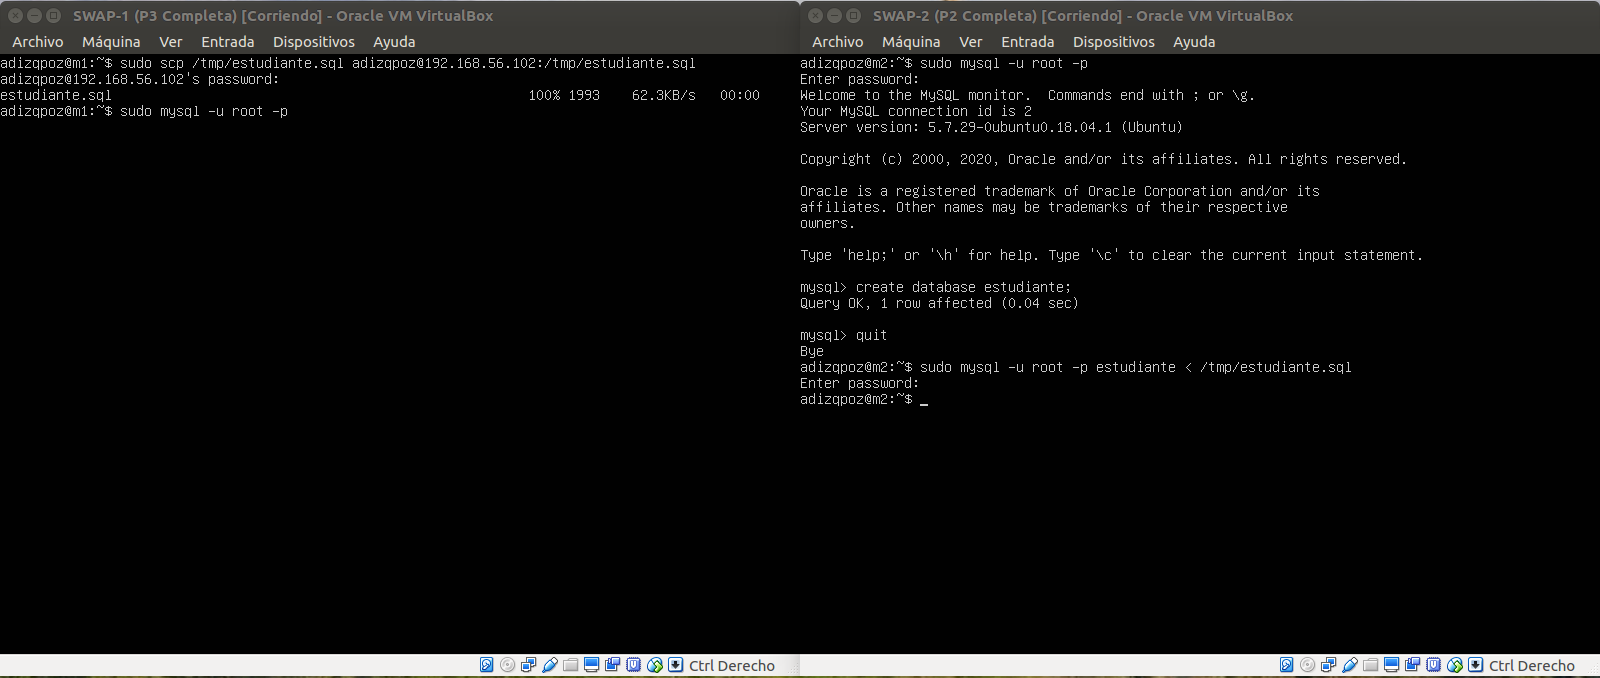 SWAP-1 (P3 Completa) [Corriendo] - Oracle VM VirtualBox
Archivo Máquina Ver Entrada Dispositivos Ayuda
adizqpoz@m1:~$ sudo scp /tmp/estudiante.sql adizqpoz@192.168.56.102:/tmp/estudiante.sql
adizqpoz@192.168.56.102's password:
estudiante.sql 100% 1993 62.3KB/s 00:00
adizqpoz@m1:~$ sudo mysql -u root -p
Ctrl Derecho
SWAP-2 (P2 Completa) [Corriendo] - Oracle VM VirtualBox
Archivo Máquina Ver Entrada Dispositivos Ayuda
adizqpoz@m2:~$ sudo mysql -u root -p
Enter password:
Welcome to the MySQL monitor.  Commands end with ; or \g.
Your MySQL connection id is 2
Server version: 5.7.29-0ubuntu0.18.04.1 (Ubuntu)
Copyright (c) 2000, 2020, Oracle and/or its affiliates. All rights reserved.
Oracle is a registered trademark of Oracle Corporation and/or its
affiliates. Other names may be trademarks of their respective
owners.
Type 'help;' or '\h' for help. Type '\c' to clear the current input statement.
mysql> create database estudiante;
Query OK, 1 row affected (0.04 sec)
mysql> quit
Bye
adizqpoz@m2:~$ sudo mysql -u root -p estudiante < /tmp/estudiante.sql
Enter password:
adizqpoz@m2:~$ _
Ctrl Derecho